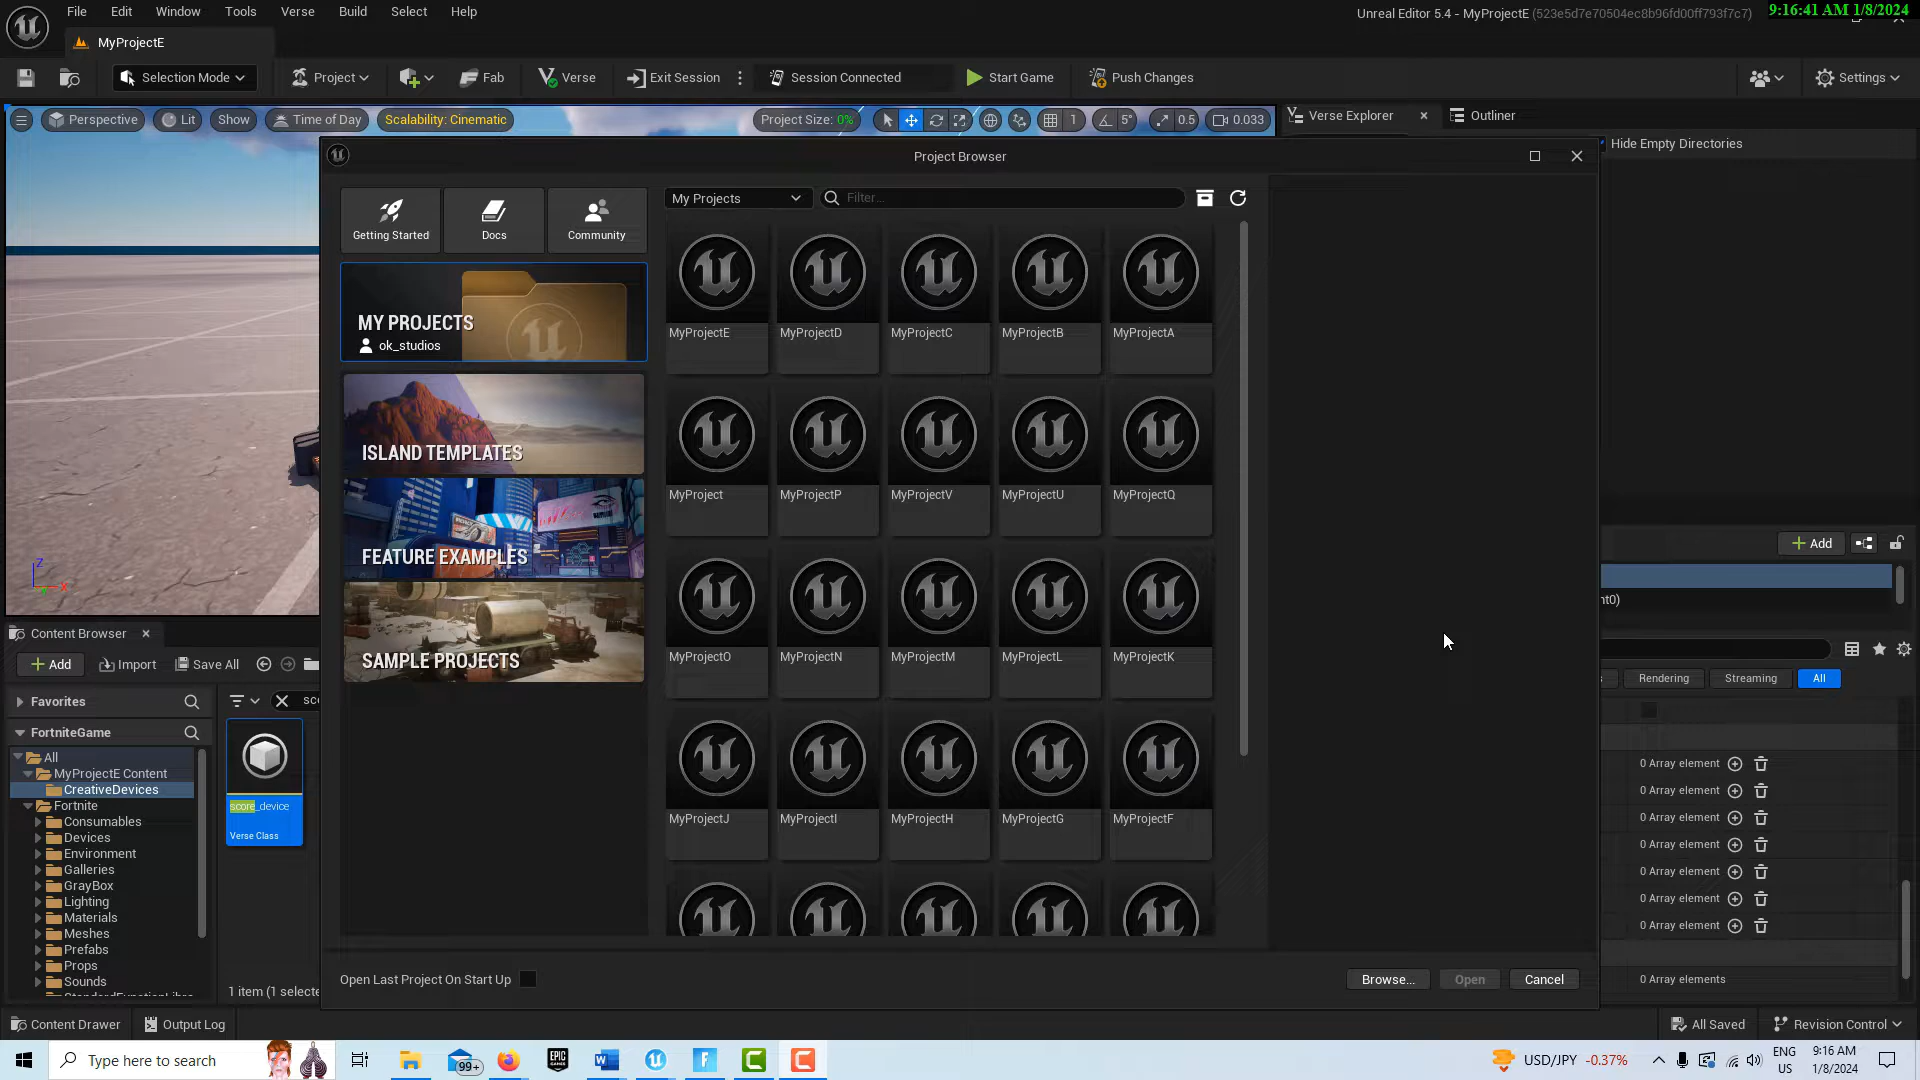 File Edit Window Tools Verse Build Select Help
Unreal Editor 5.4 - MyProjectE (523e5d7e70504ec8b96fd00ff793f7c7)
9:16:41 AM 1/8/2024
MyProjectE
Selection Mode Project Fab Verse Exit Session Session Connected Start Game Push Changes Settings
Perspective Lit Show Time of Day Scalability: Cinematic Project Size: 0% 1 5° 0.5 0.033
Verse Explorer Outliner
Hide Empty Directories
Project Browser
Getting Started Docs Community
My Projects Filter...
MY PROJECTS
ok_studios
ISLAND TEMPLATES
FEATURE EXAMPLES
SAMPLE PROJECTS
MyProjectE MyProjectD MyProjectC MyProjectB MyProjectA
MyProject MyProjectP MyProjectV MyProjectU MyProjectQ
MyProjectO MyProjectN MyProjectM MyProjectL MyProjectK
MyProjectJ MyProjectI MyProjectH MyProjectG MyProjectF
Open Last Project On Start Up
Browse... Open Cancel
Z
X
Content Browser
Add Import Save All
Favorites
FortniteGame
All
MyProjectE Content
CreativeDevices
Fortnite
Consumables
Devices
Environment
Galleries
GrayBox
Lighting
Materials
Meshes
Prefabs
Props
Sounds
sco
score_device
Verse Class
1 item (1 selecte
Add
nt0)
Rendering Streaming All
0 Array element
0 Array element
0 Array element
0 Array element
0 Array element
0 Array element
0 Array element
0 Array elements
Content Drawer Output Log
All Saved Revision Control
Type here to search
99+
EPIC GAMES
USD/JPY -0.37%
ENG
US
9:16 AM
1/8/2024